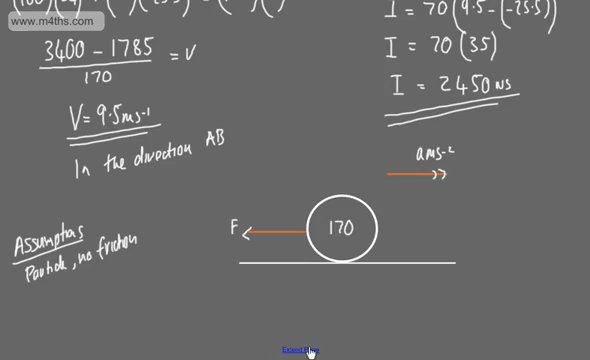 www.m4ths.com
3400 - 1785 / 170 = V
V = 9.5ms⁻¹
In the direction AB
Assumptions
Particle, no friction
I = 70(9.5 - (-25.5))
I = 70(35)
I = 2450 NS
a ms⁻²
F
170